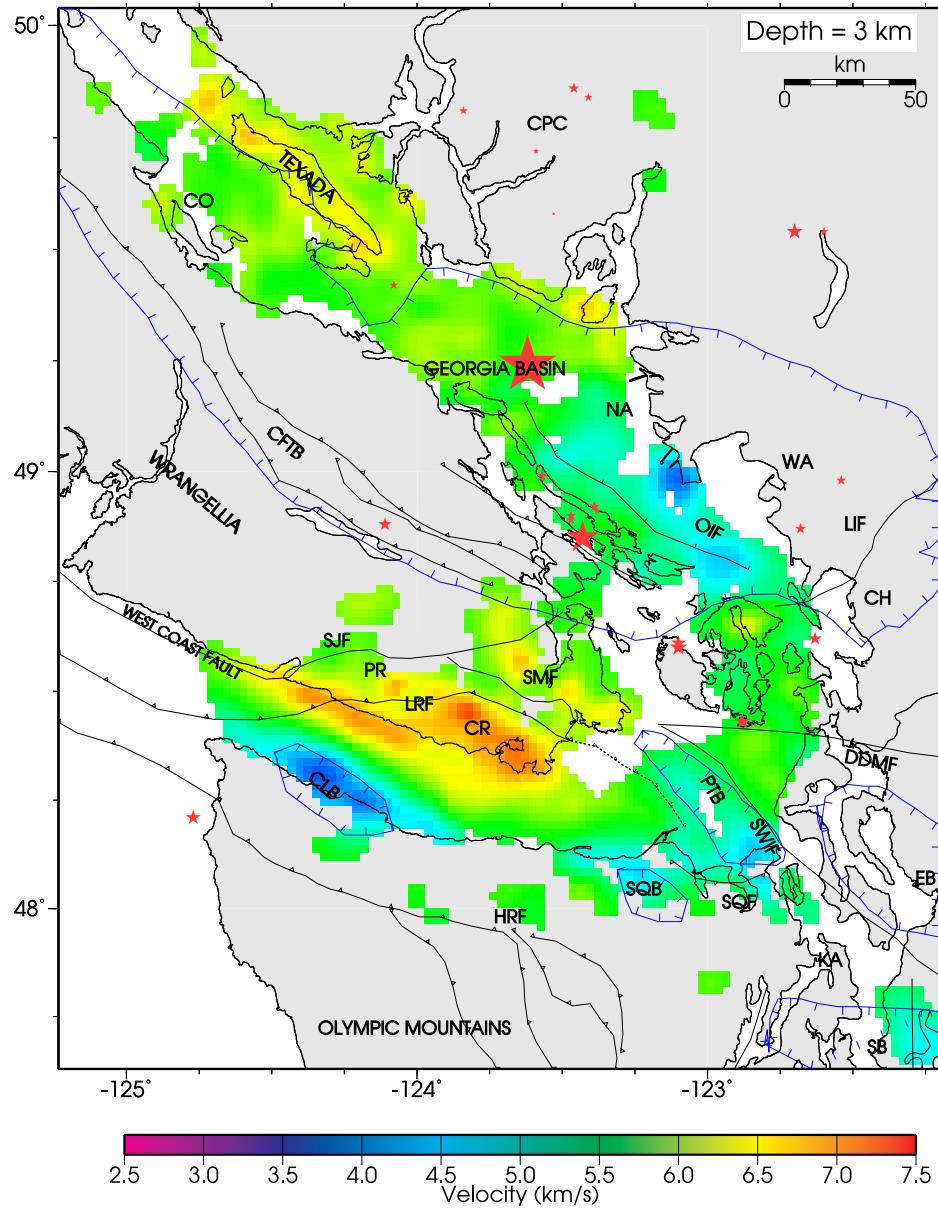 50°
Depth = 3 km
km
0 50
CPC
TEXADA
CO
GEORGIA BASIN
NA
49°
CFTB
WRANGELLIA
WA
OIF
LIF
CH
WEST COAST FAULT
SJF
PR
SMF
LRF
CR
DDMF
CLB
PTB
SWIF
EB
SQB
SQF
48°
HRF
KA
OLYMPIC MOUNTAINS
SB
-125° -124° -123°
2.5 3.0 3.5 4.0 4.5 5.0 5.5 6.0 6.5 7.0 7.5
Velocity (km/s)